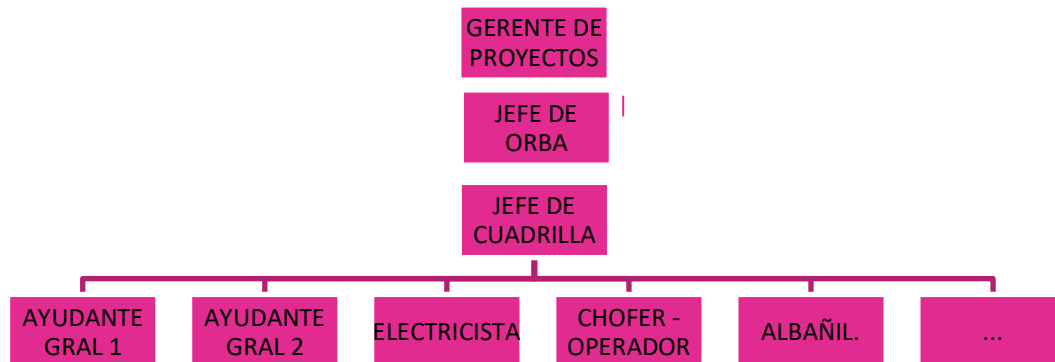 GERENTE DE
PROYECTOS
JEFE DE
ORBA
JEFE DE
CUADRILLA
AYUDANTE
GRAL 1
AYUDANTE
GRAL 2
ELECTRICISTA
CHOFER -
OPERADOR
ALBAÑIL.
...